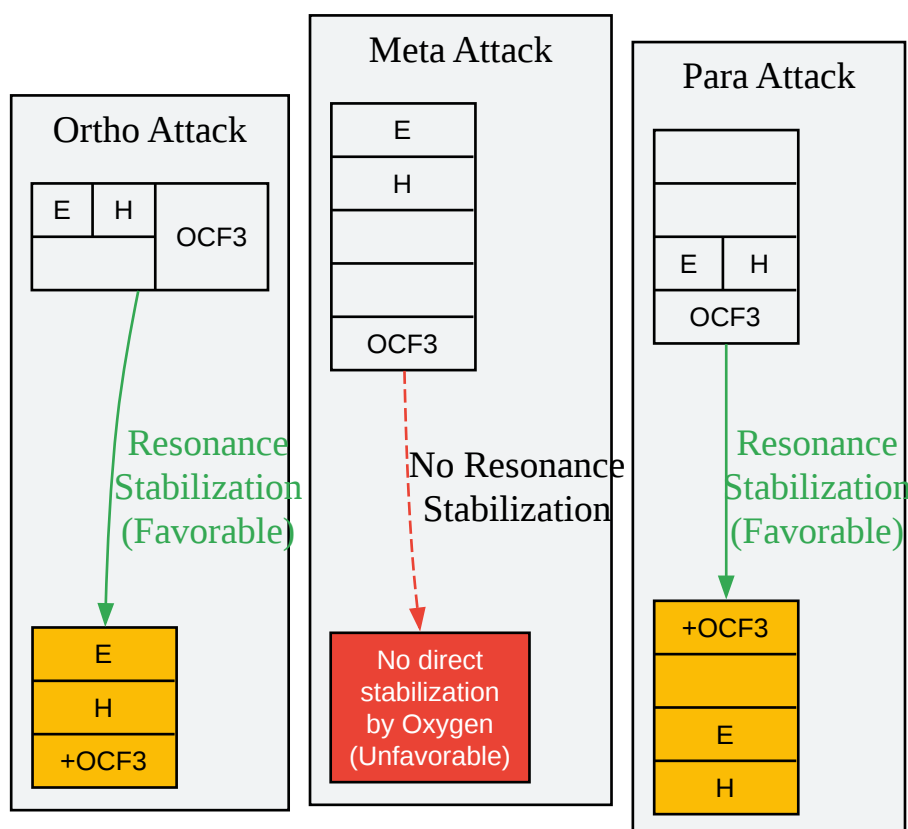 Ortho Attack
E
H
OCF3
Resonance
Stabilization
(Favorable)
E
H
+OCF3
Meta Attack
E
H
OCF3
No Resonance
Stabilization
No direct
stabilization
by Oxygen
(Unfavorable)
Para Attack
E
H
OCF3
Resonance
Stabilization
(Favorable)
+OCF3
E
H